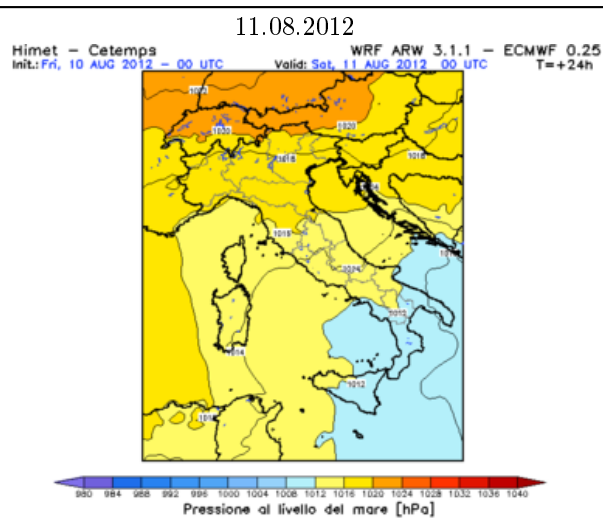 11.08.2012
Himet - Cetemps WRF ARW 3.1.1 - ECMWF 0.25
Init.: Fri, 10 AUG 2012 - 00 UTC Valid: Sat, 11 AUG 2012 00 UTC T=+24h
1020
1020
1016
1016
1014
1012
980 984 988 992 996 1000 1004 1008 1012 1016 1020 1024 1028 1032 1036 1040
Pressione al livello del mare [hPa]